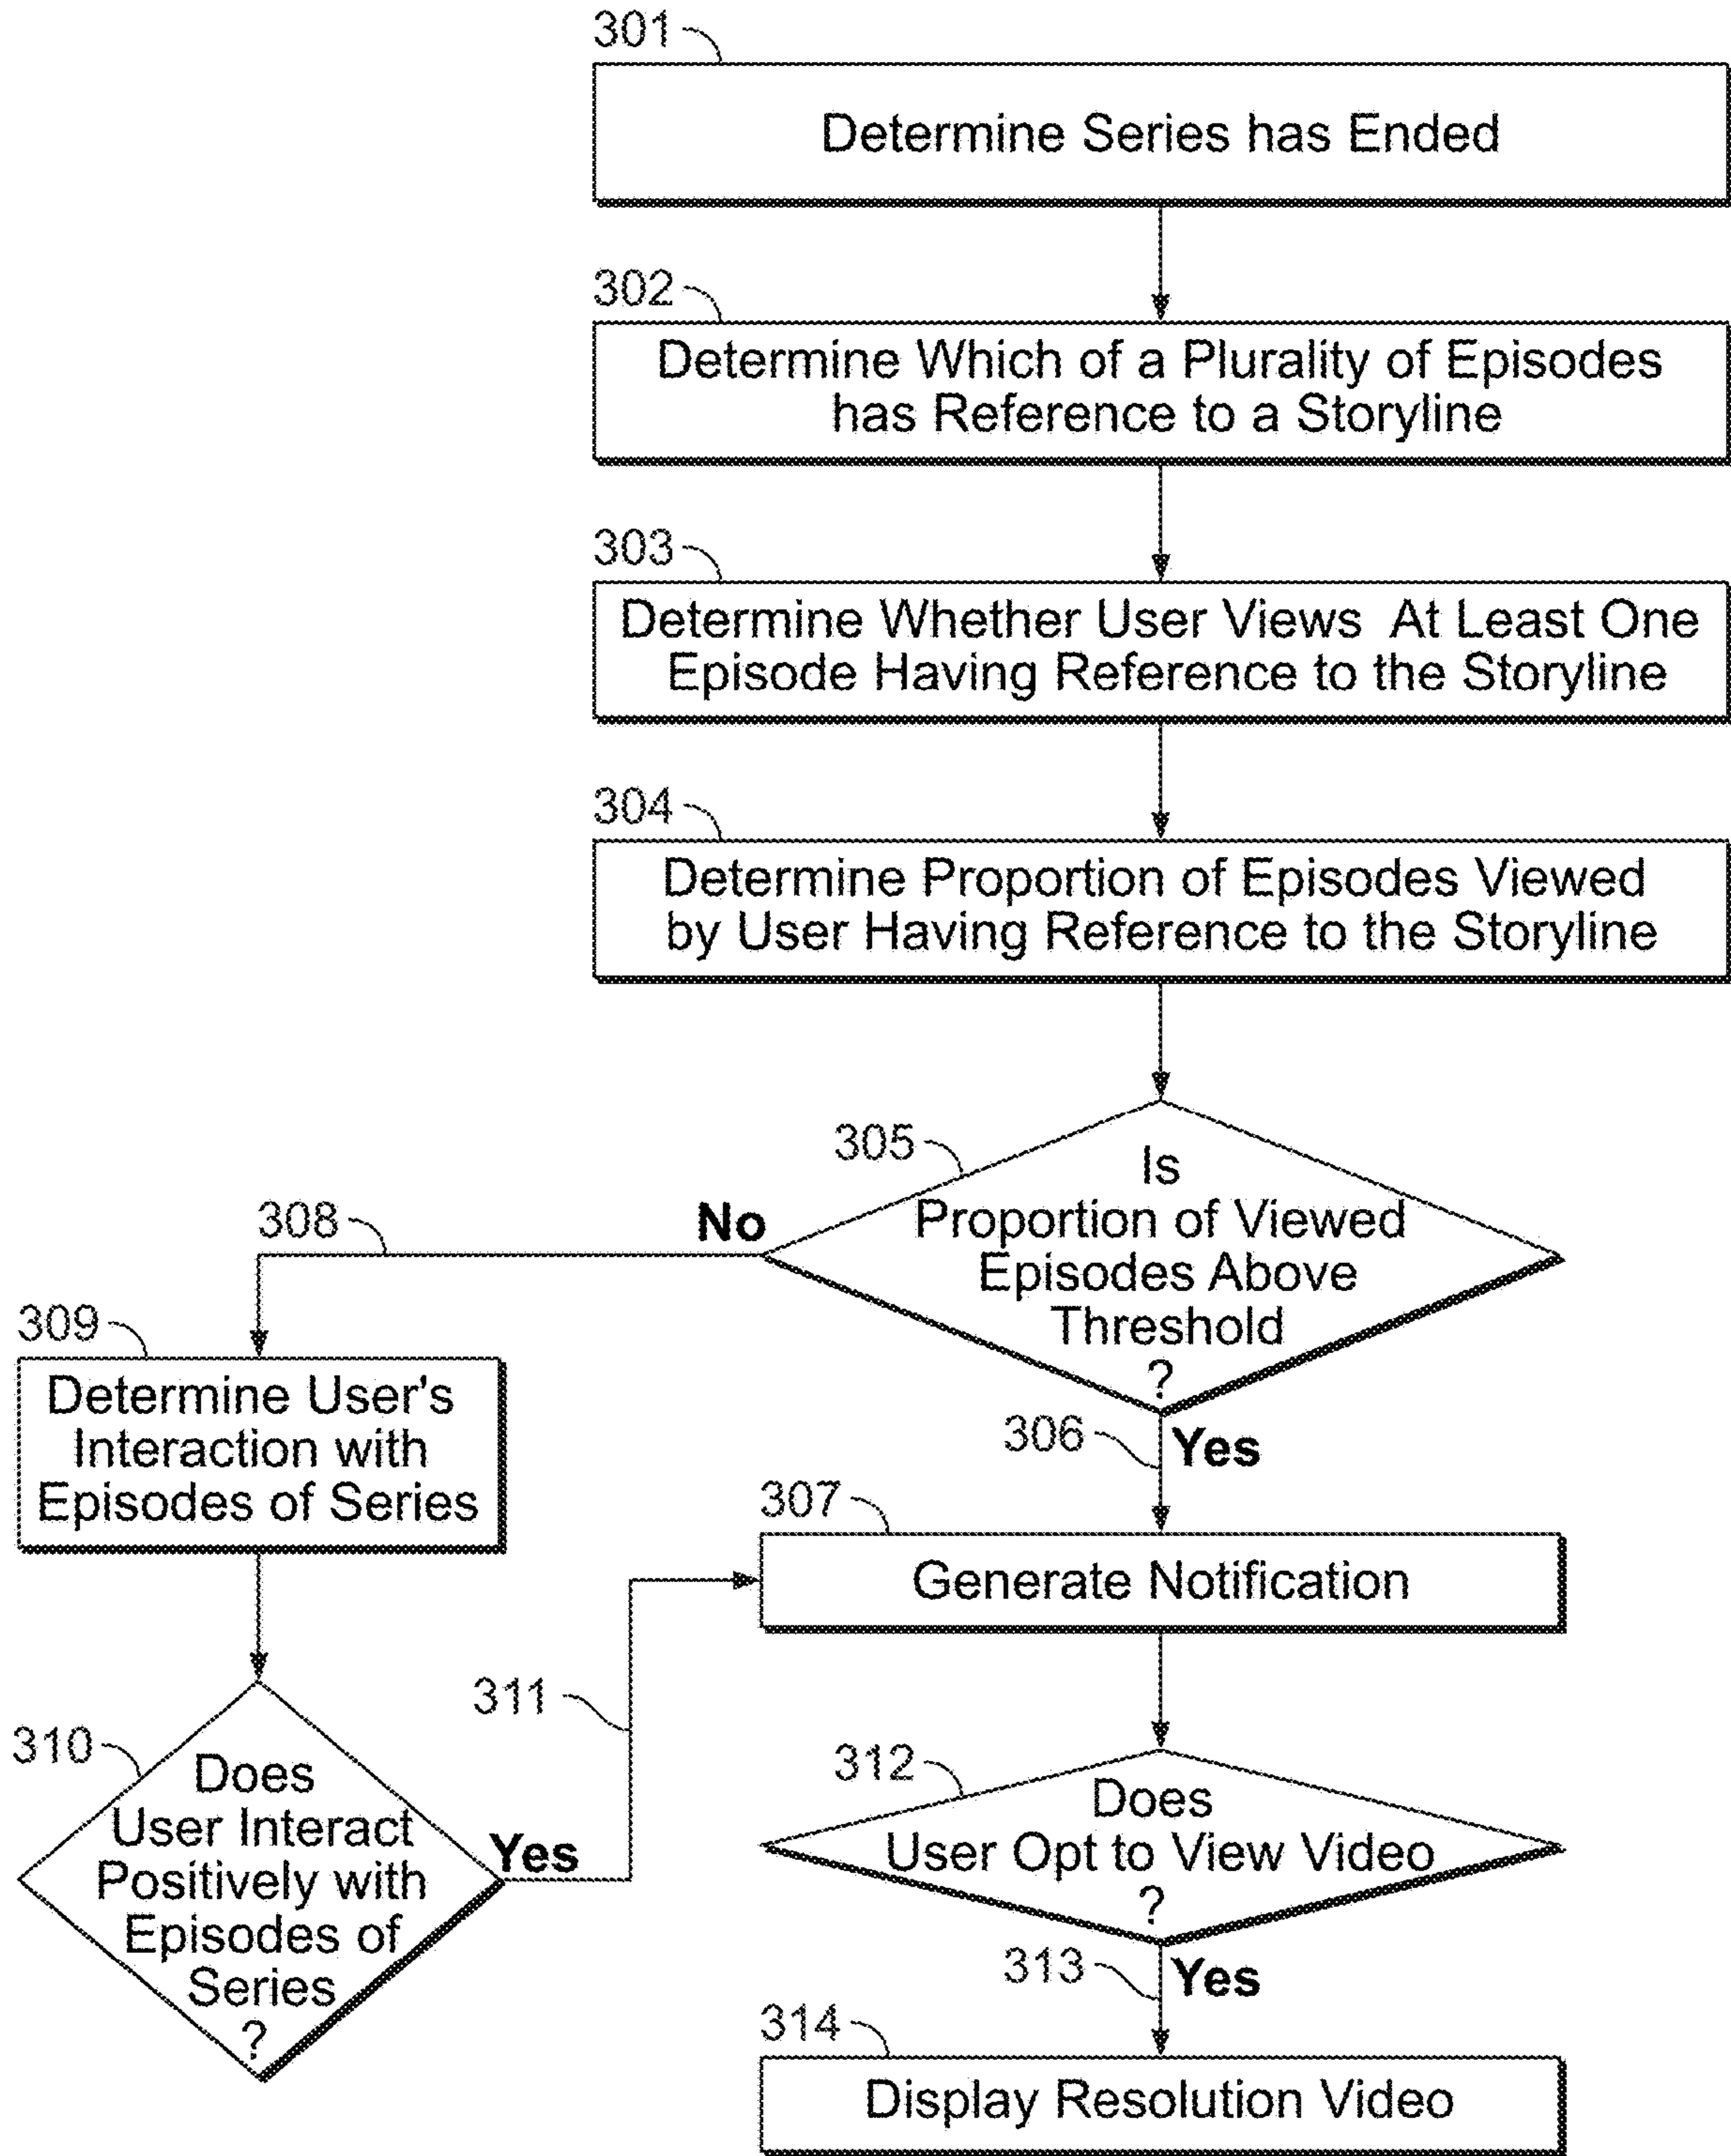 301
Determine Series has Ended
302
Determine Which of a Plurality of Episodes
has Reference to a Storyline
303
Determine Whether User Views At Least One
Episode Having Reference to the Storyline
304
Determine Proportion of Episodes Viewed
by User Having Reference to the Storyline
305
Is
Proportion of Viewed
Episodes Above
Threshold
?
No
308
306
Yes
309
Determine User's
Interaction with
Episodes of Series
307
Generate Notification
310
Does
User Interact
Positively with
Episodes of
Series
?
Yes
311
312
Does
User Opt to View Video
?
313
Yes
314
Display Resolution Video